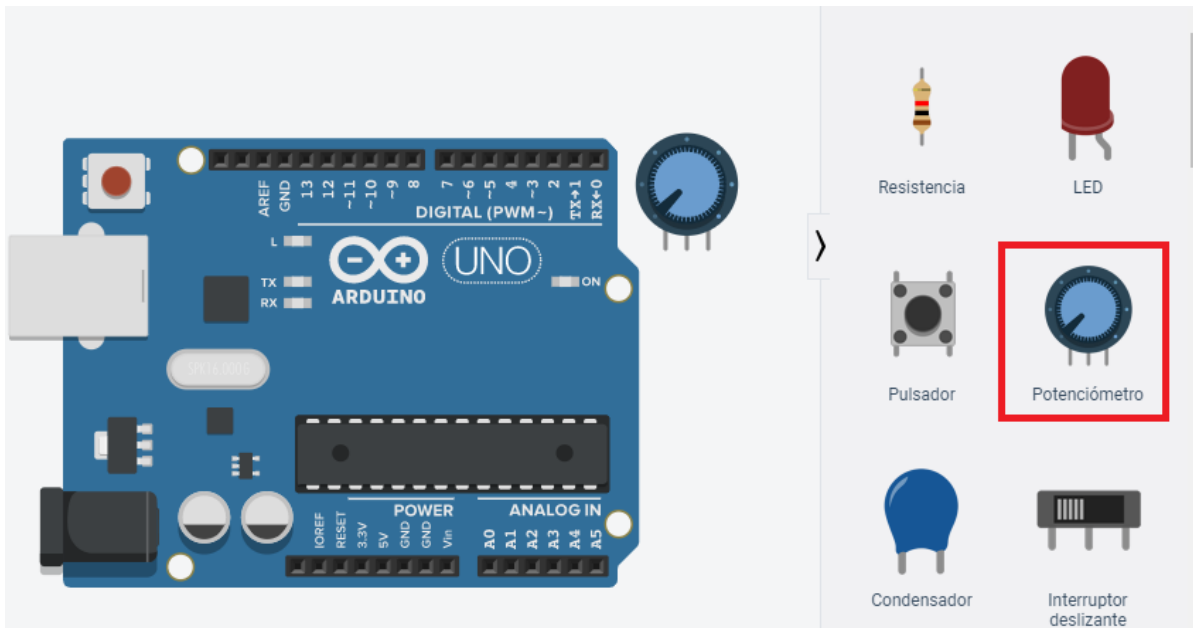 AREF
GND
13
12
~11
~10
~9
8
7
~6
~5
4
~3
2
TX→1
RX←0
DIGITAL (PWM~)
L
TX
RX
ARDUINO
UNO
ON
SPK16.000G
POWER
ANALOG IN
IOREF
RESET
3.3V
5V
GND
GND
Vin
A0
A1
A2
A3
A4
A5
Resistencia
LED
Pulsador
Potenciómetro
Condensador
Interruptor
deslizante